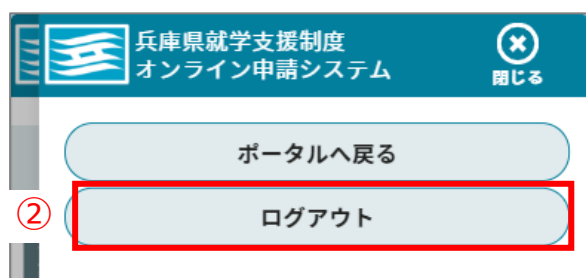 兵庫県就学支援制度
オンライン申請システム
閉じる
ポータルへ戻る
②
ログアウト